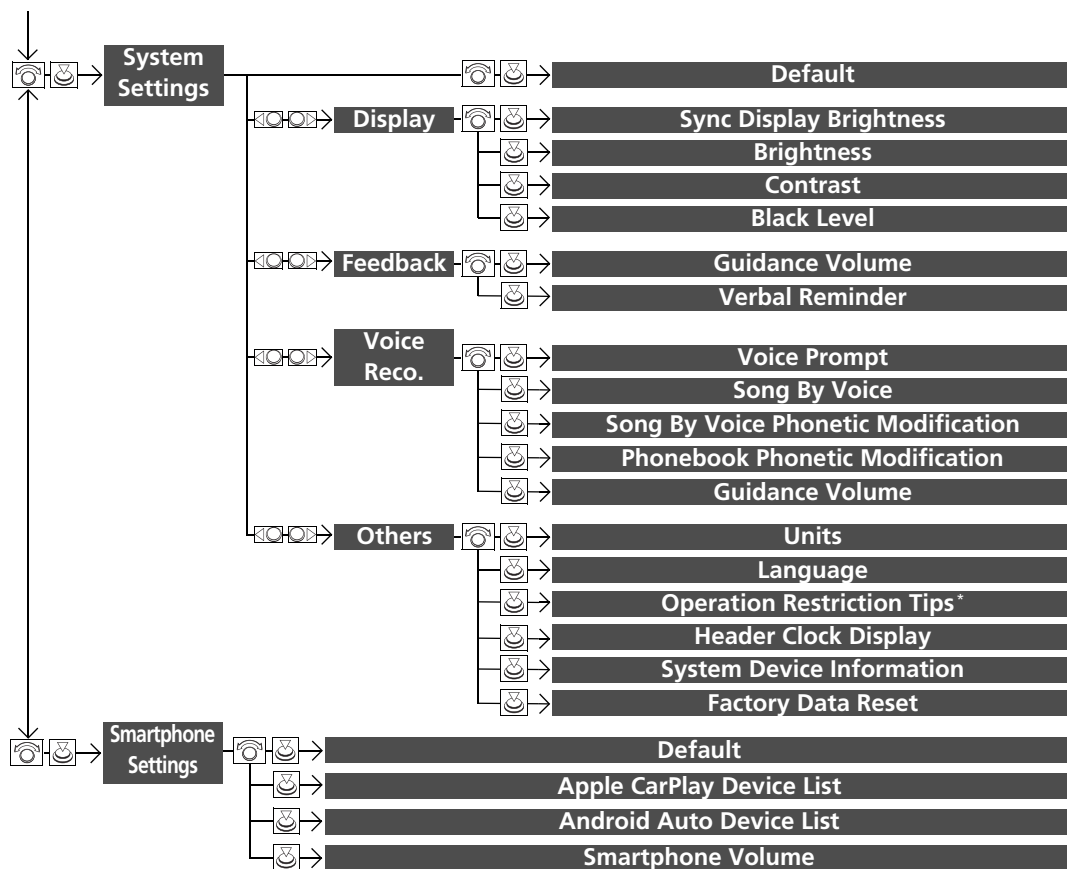 System
Settings
Default
Display
Sync Display Brightness
Brightness
Contrast
Black Level
Feedback
Guidance Volume
Verbal Reminder
Voice
Reco.
Voice Prompt
Song By Voice
Song By Voice Phonetic Modification
Phonebook Phonetic Modification
Guidance Volume
Others
Units
Language
Operation Restriction Tips*
Header Clock Display
System Device Information
Factory Data Reset
Smartphone
Settings
Default
Apple CarPlay Device List
Android Auto Device List
Smartphone Volume